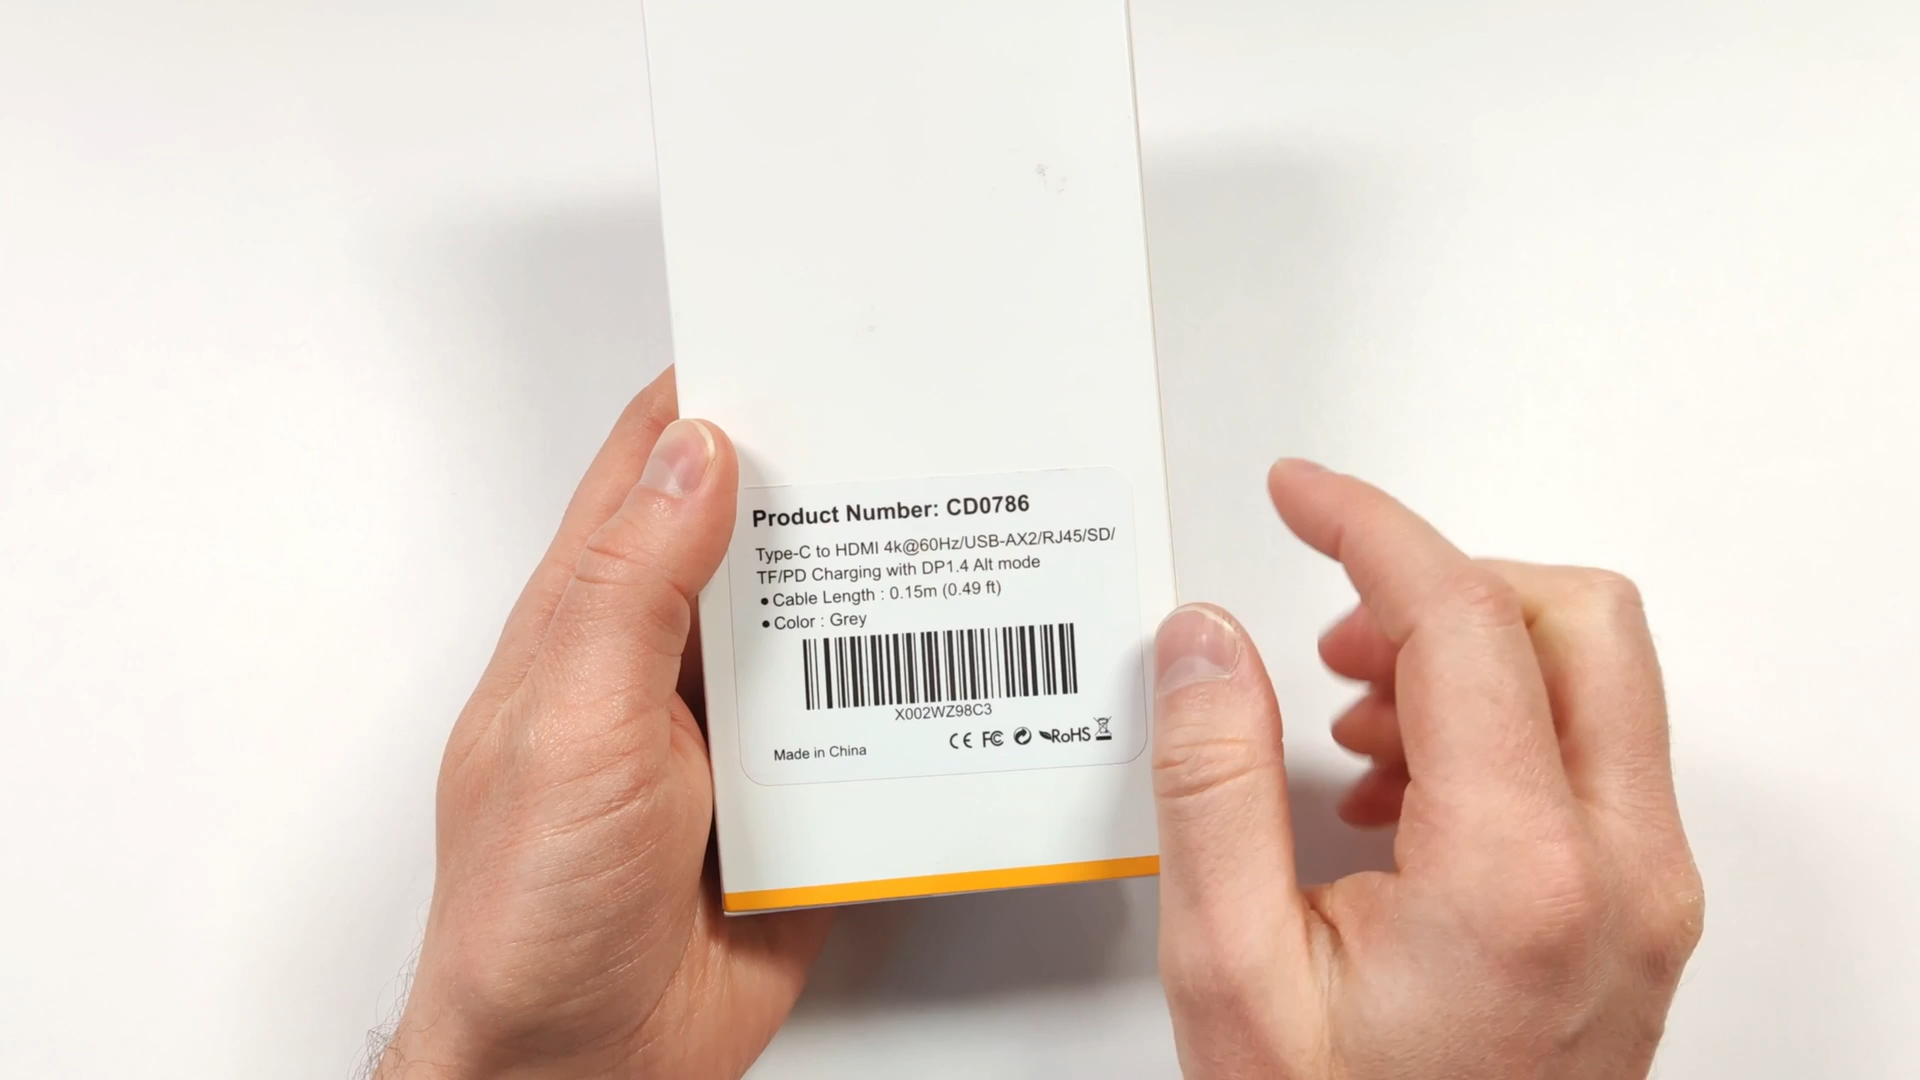 Product Number: CD0786
Type-C to HDMI 4k@60Hz/USB-AX2/RJ45/SD/
TF/PD Charging with DP1.4 Alt mode
● Cable Length : 0.15m (0.49 ft)
● Color : Grey
X002WZ98C3
Made in China
CE FC RoHS